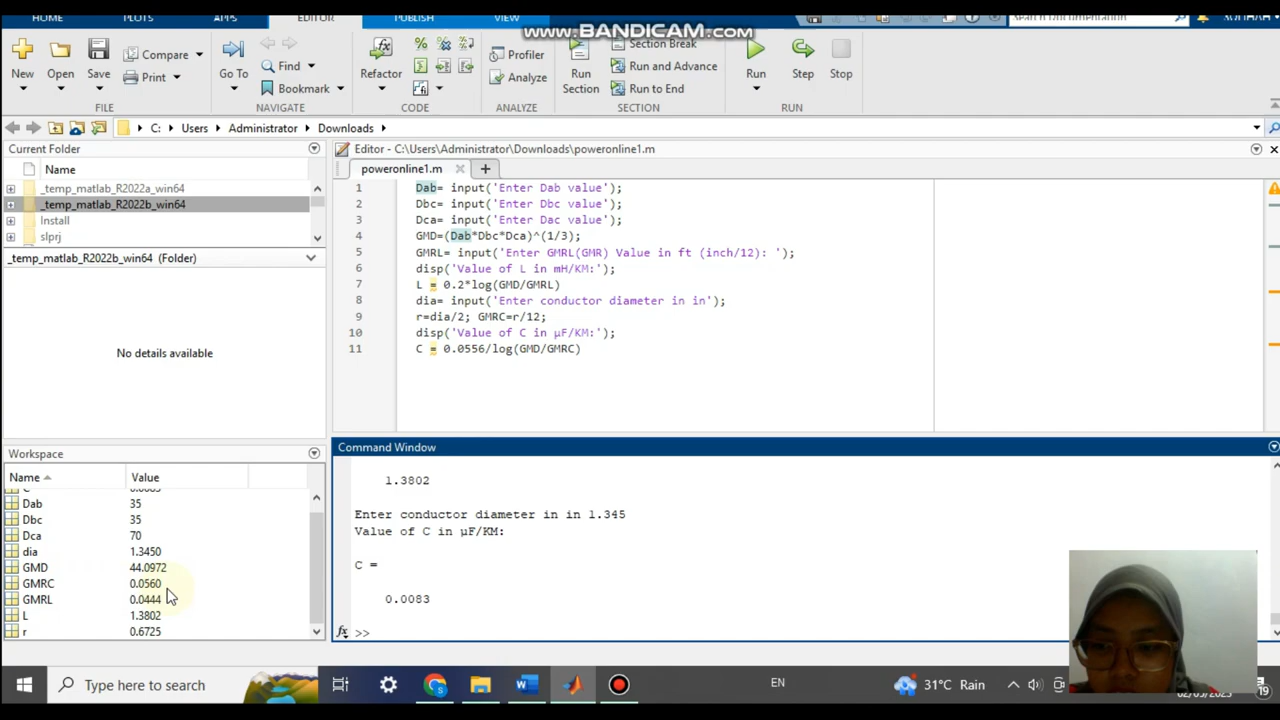 www.BANDICAM.com
HOME PLOTS APPS EDITOR PUBLISH VIEW
Search Documentation
New Open Save Compare Print
Go To Find Bookmark
Refactor
Profiler Analyze
Run Section
Section Break
Run and Advance
Run to End
Run Step Stop
FILE NAVIGATE CODE ANALYZE SECTION RUN
C: Users Administrator Downloads
Current Folder
Name
_temp_matlab_R2022a_win64
_temp_matlab_R2022b_win64
Install
slprj
_temp_matlab_R2022b_win64 (Folder)
No details available
Workspace
Name Value
Dab 35
Dbc 35
Dca 70
dia 1.3450
GMD 44.0972
GMRC 0.0560
GMRL 0.0444
L 1.3802
r 0.6725
Editor - C:\Users\Administrator\Downloads\poweronline1.m
poweronline1.m
1 Dab= input('Enter Dab value');
2 Dbc= input('Enter Dbc value');
3 Dca= input('Enter Dac value');
4 GMD=(Dab*Dbc*Dca)^(1/3);
5 GMRL= input('Enter GMRL(GMR) Value in ft (inch/12): ');
6 disp('Value of L in mH/KM:');
7 L = 0.2*log(GMD/GMRL)
8 dia= input('Enter conductor diameter in in');
9 r=dia/2; GMRC=r/12;
10 disp('Value of C in µF/KM:');
11 C = 0.0556/log(GMD/GMRC)
Command Window
1.3802
Enter conductor diameter in in 1.345
Value of C in µF/KM:
C =
0.0083
fx >>
Type here to search
EN
31°C Rain
02/05/2023
19